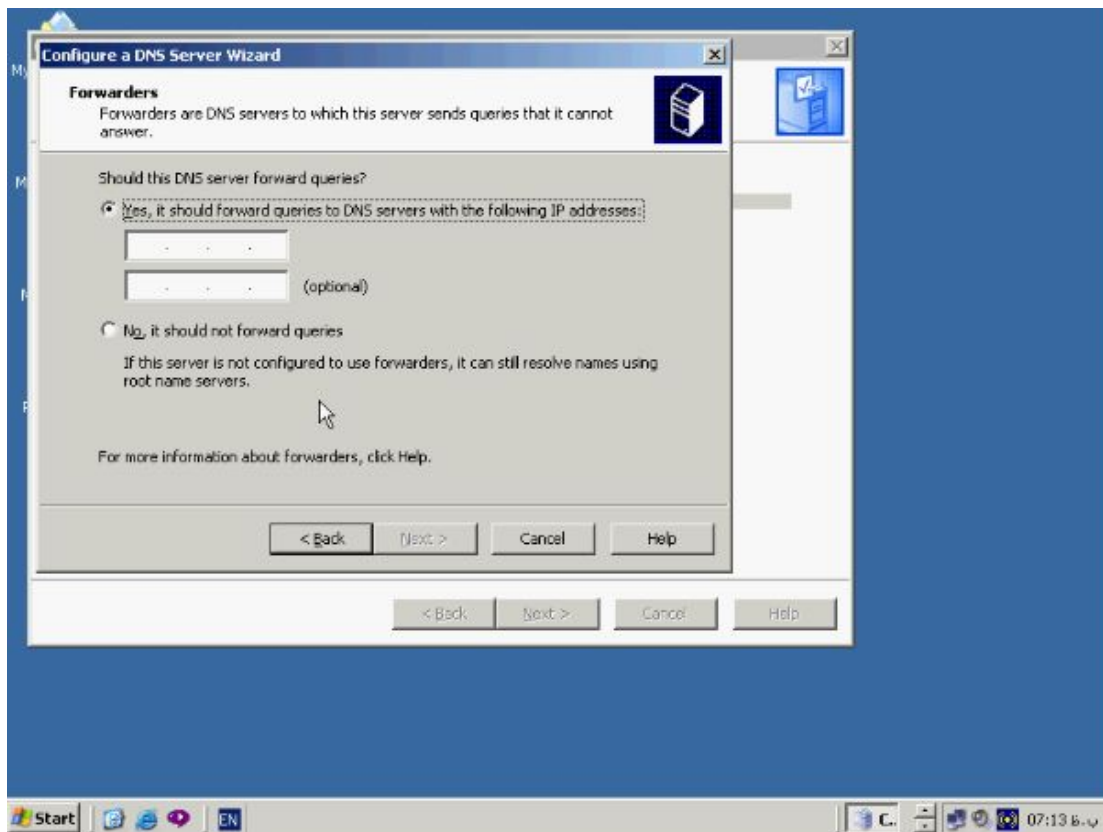 Configure a DNS Server Wizard
Forwarders
Forwarders are DNS servers to which this server sends queries that it cannot
answer.
Should this DNS server forward queries?
Yes, it should forward queries to DNS servers with the following IP addresses:
(optional)
No, it should not forward queries
If this server is not configured to use forwarders, it can still resolve names using
root name servers.
For more information about forwarders, click Help.
< Back Next > Cancel Help
< Back Next > Cancel Help
Start EN C. 07:13 ب.ظ